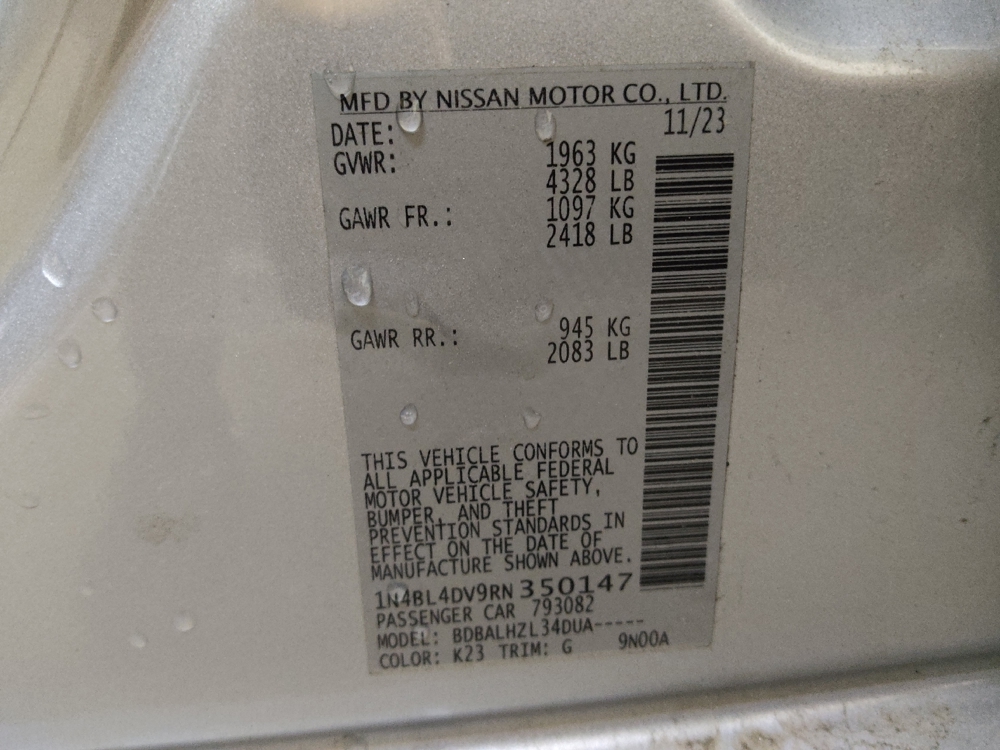 MFD BY NISSAN MOTOR CO., LTD.
DATE: 11/23
GVWR: 1963 KG
4328 LB
GAWR FR.: 1097 KG
2418 LB
GAWR RR.: 945 KG
2083 LB
THIS VEHICLE CONFORMS TO
ALL APPLICABLE FEDERAL
MOTOR VEHICLE SAFETY,
BUMPER, AND THEFT
PREVENTION STANDARDS IN
EFFECT ON THE DATE OF
MANUFACTURE SHOWN ABOVE.
1N4BL4DV9RN350147
PASSENGER CAR 793082
MODEL: BDBALHZL34DUA-----
COLOR: K23 TRIM: G 9N00A